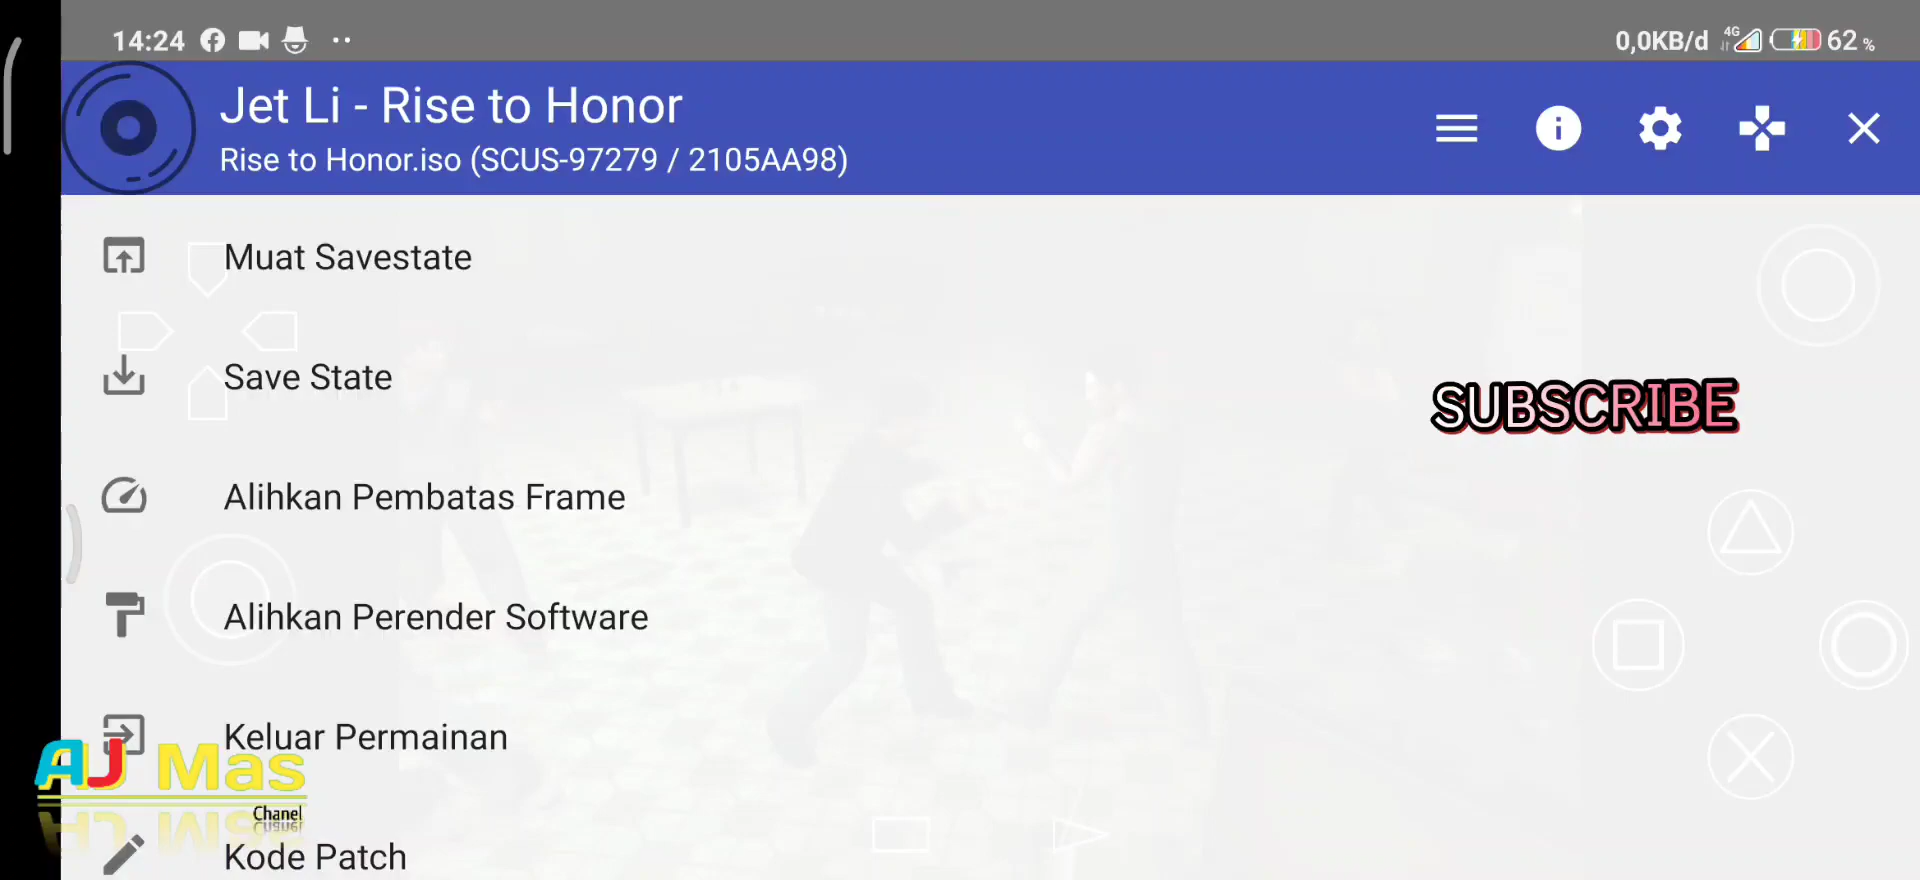 14:24
0,0KB/d 4G 62 %
Jet Li - Rise to Honor
Rise to Honor.iso (SCUS-97279 / 2105AA98)
Muat Savestate
Save State
SUBSCRIBE
Alihkan Pembatas Frame
Alihkan Perender Software
Keluar Permainan
AJ Mas
Chanel
Kode Patch